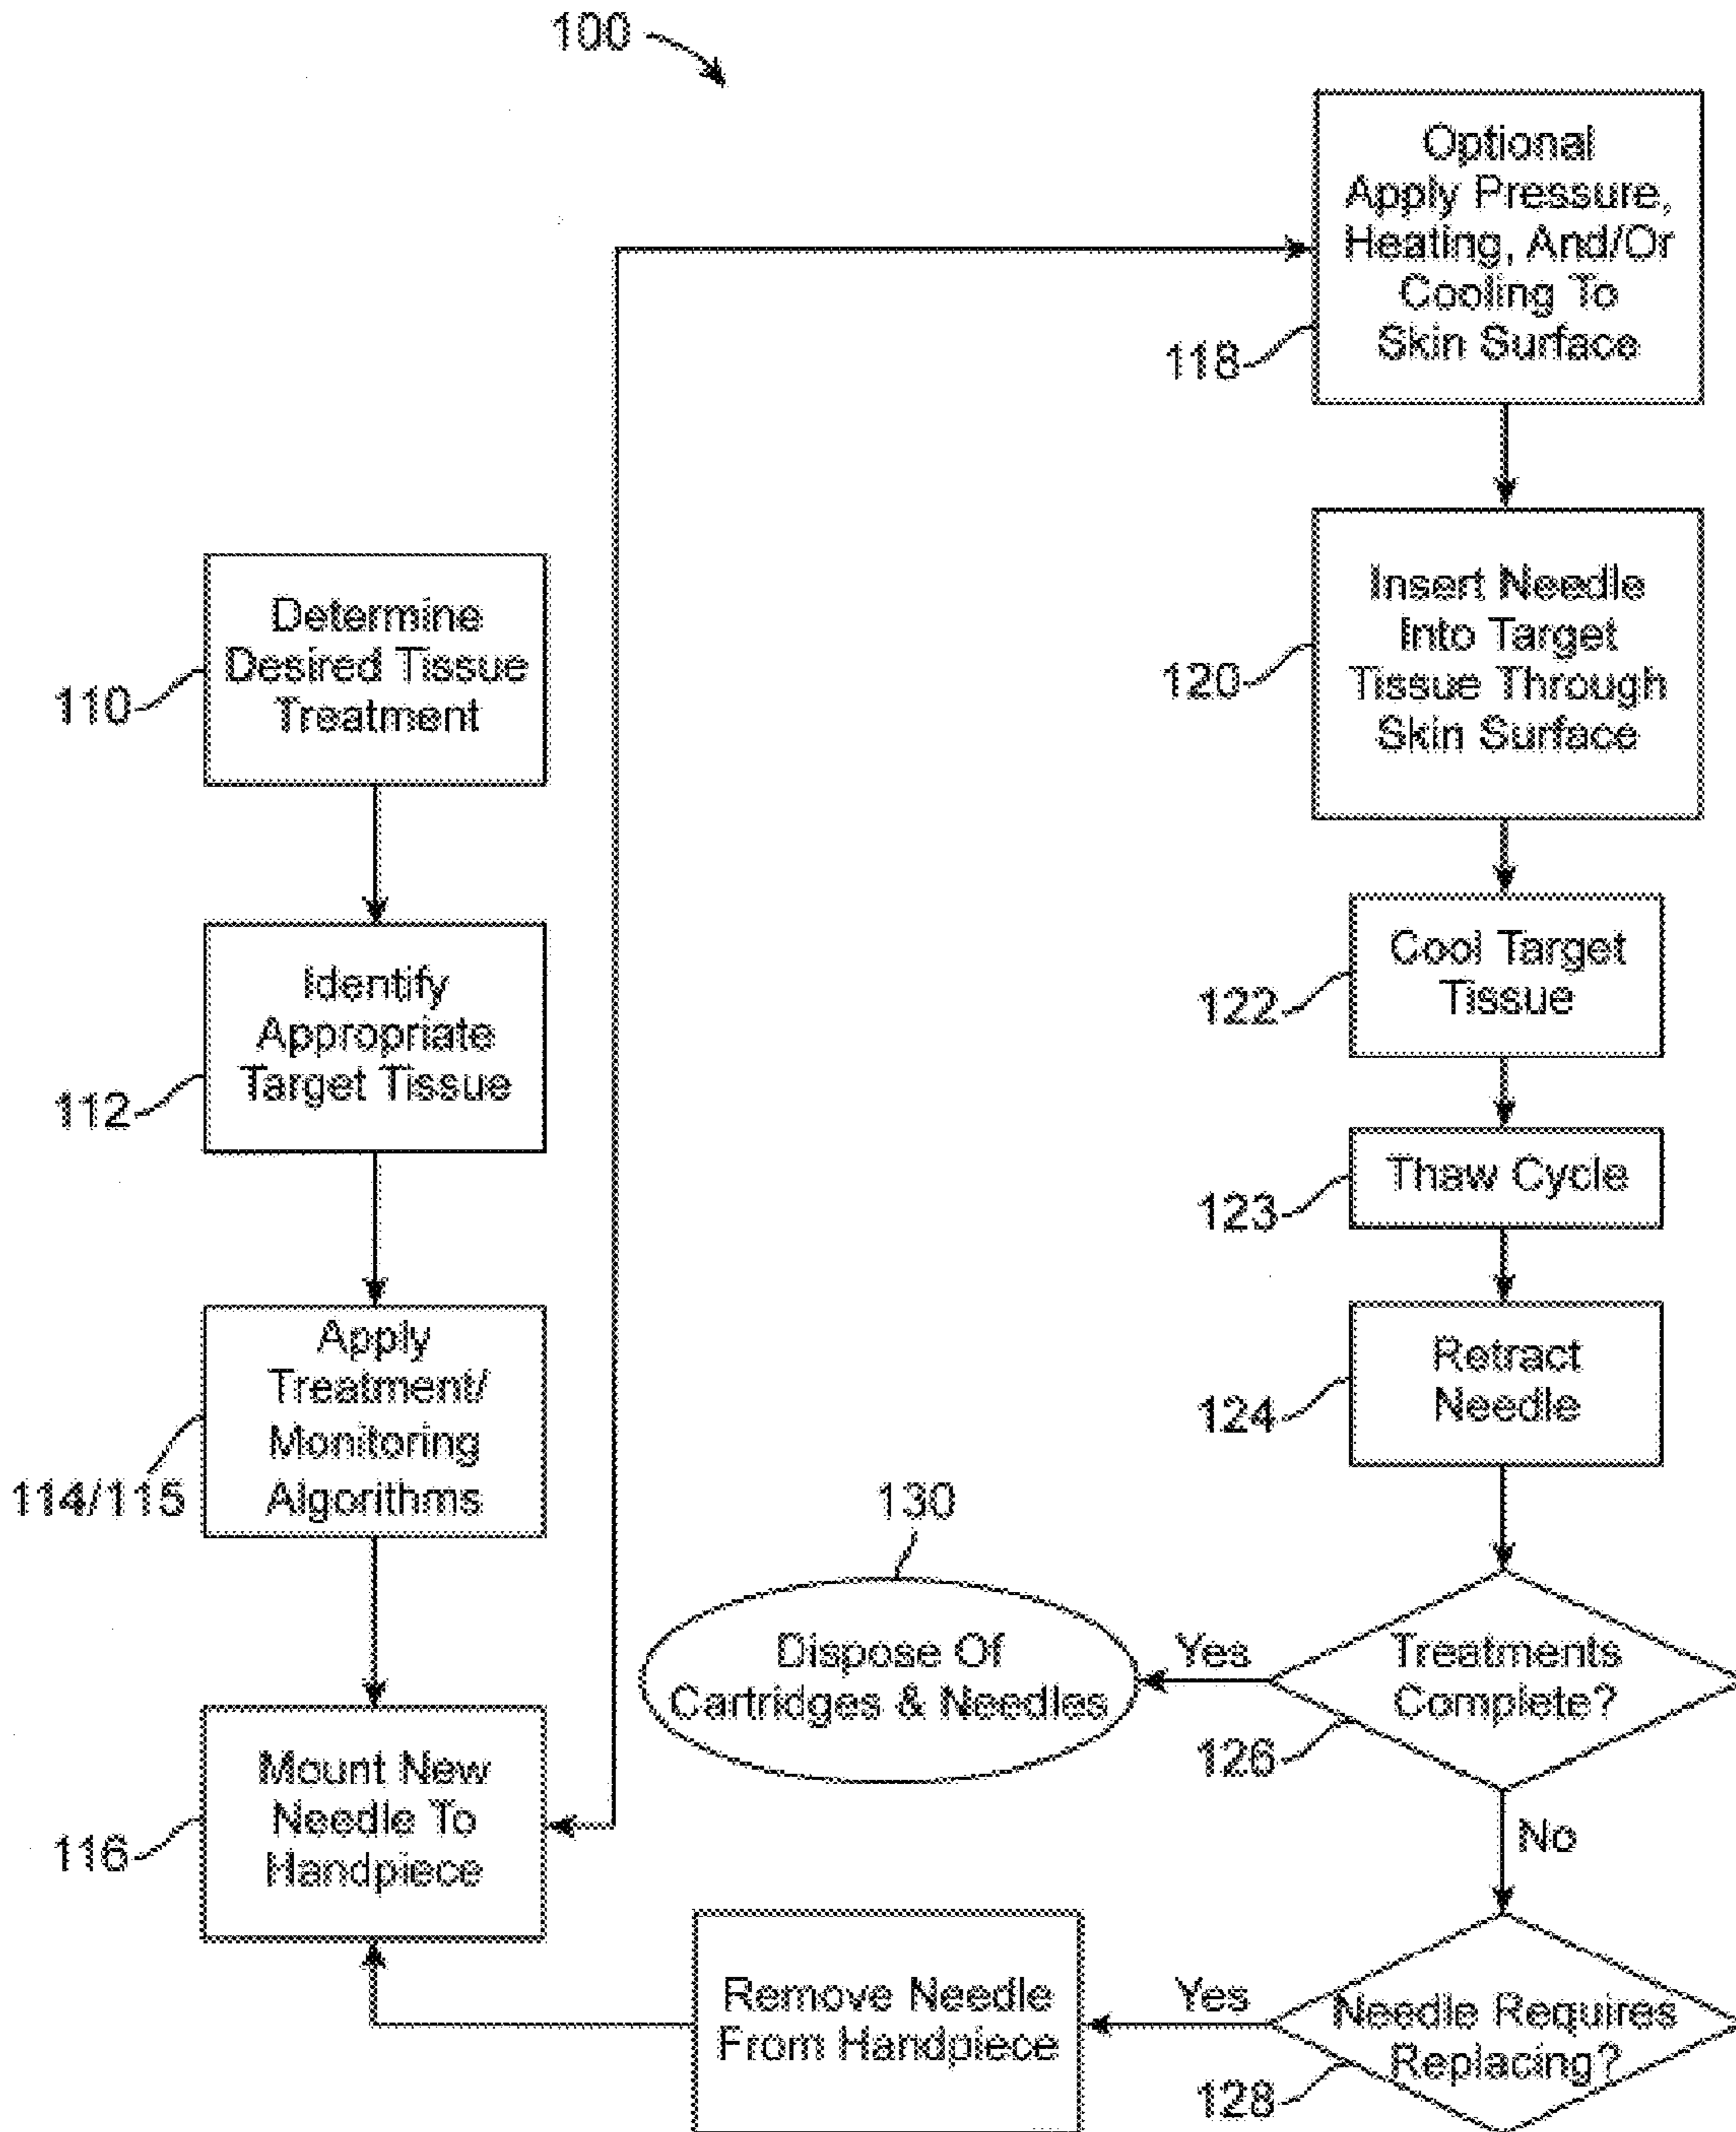 100
Optional
Apply Pressure,
Heating, And/Or
Cooling To
Skin Surface
118
Determine
Desired Tissue
Treatment
110
Insert Needle
Into Target
Tissue Through
Skin Surface
120
Identify
Appropriate
Target Tissue
112
Cool Target
Tissue
122
Thaw Cycle
123
Apply
Treatment/
Monitoring
Algorithms
114/115
Retract
Needle
124
130
Dispose Of
Cartridges & Needles
Yes
Treatments
Complete?
126
Mount New
Needle To
Handpiece
116
No
Remove Needle
From Handpiece
Yes
Needle Requires
Replacing?
128